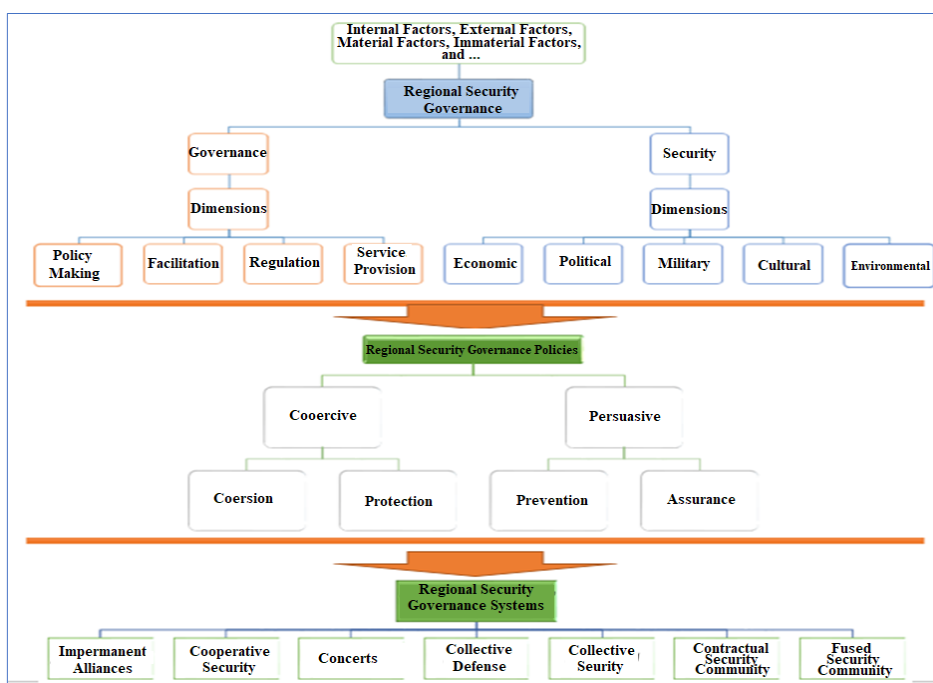 Internal Factors, External Factors,
Material Factors, Immaterial Factors,
and ...
Regional Security
Governance
Governance
Security
Dimensions
Dimensions
Policy
Making
Facilitation
Regulation
Service
Provision
Economic
Political
Military
Cultural
Environmental
Regional Security Governance Policies
Cooercive
Persuasive
Coersion
Protection
Prevention
Assurance
Regional Security
Governance Systems
Impermanent
Alliances
Cooperative
Security
Concerts
Collective
Defense
Collective
Seurity
Contractual
Security
Community
Fused
Security
Community